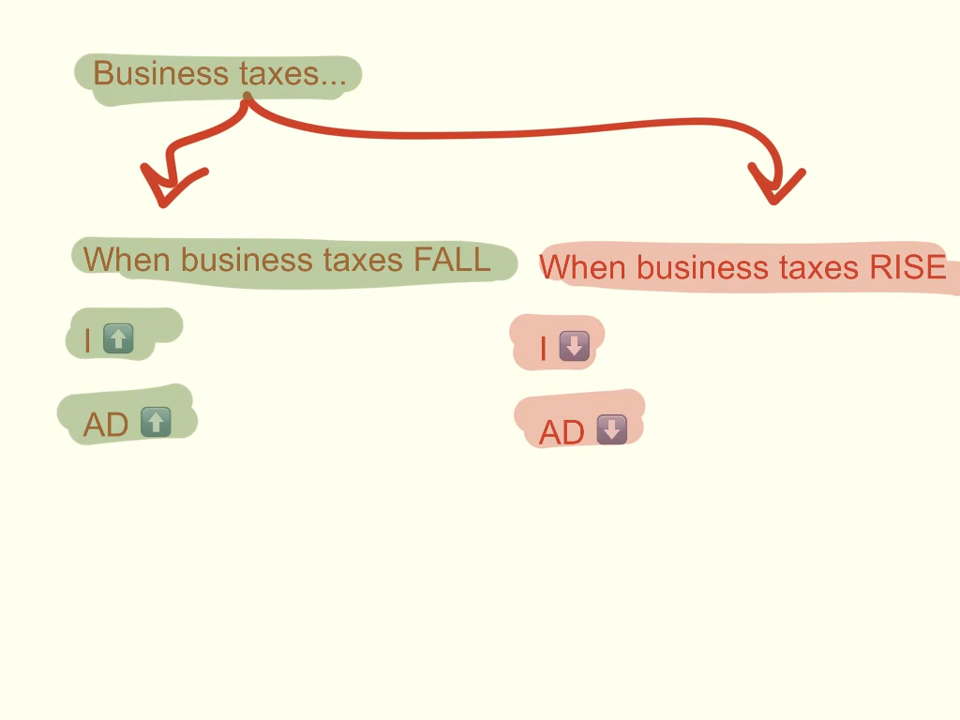 Business taxes...
When business taxes FALL
I ⬆️
AD ⬆️
When business taxes RISE
I ⬇️
AD ⬇️